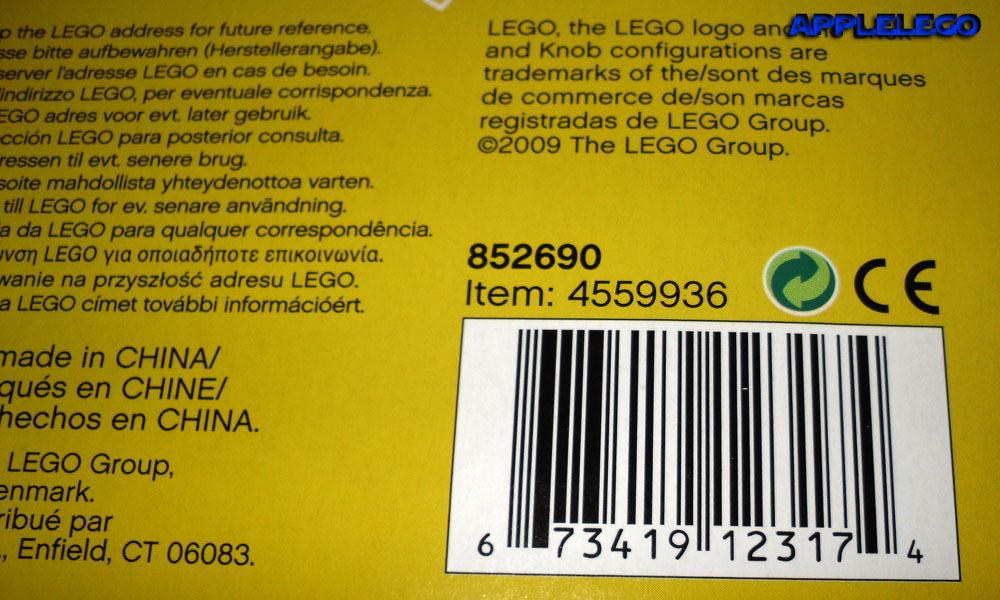 p the LEGO address for future reference.
sse bitte aufbewahren (Herstellerangabe).
server l'adresse LEGO en cas de besoin.
'indirizzo LEGO, per eventuale corrispondenza.
EGO adres voor evt. later gebruik.
cción LEGO para posterior consulta.
ressen til evt. senere brug.
soite mahdollista yhteydenottoa varten.
till LEGO for ev. senare användning.
a da LEGO para qualquer correspondência.
υνση LEGO για οποιαδήποτε επικοινωνία.
wanie na przyszłość adresu LEGO.
a LEGO címet további információért.
made in CHINA/
qués en CHINE/
hechos en CHINA.
LEGO Group,
enmark.
ribué par
., Enfield, CT 06083.
APPLELEGO
LEGO, the LEGO logo and
and Knob configurations are
trademarks of the/sont des marques
de commerce de/son marcas
registradas de LEGO Group.
©2009 The LEGO Group.
852690
Item: 4559936
CE
6 73419 12317 4